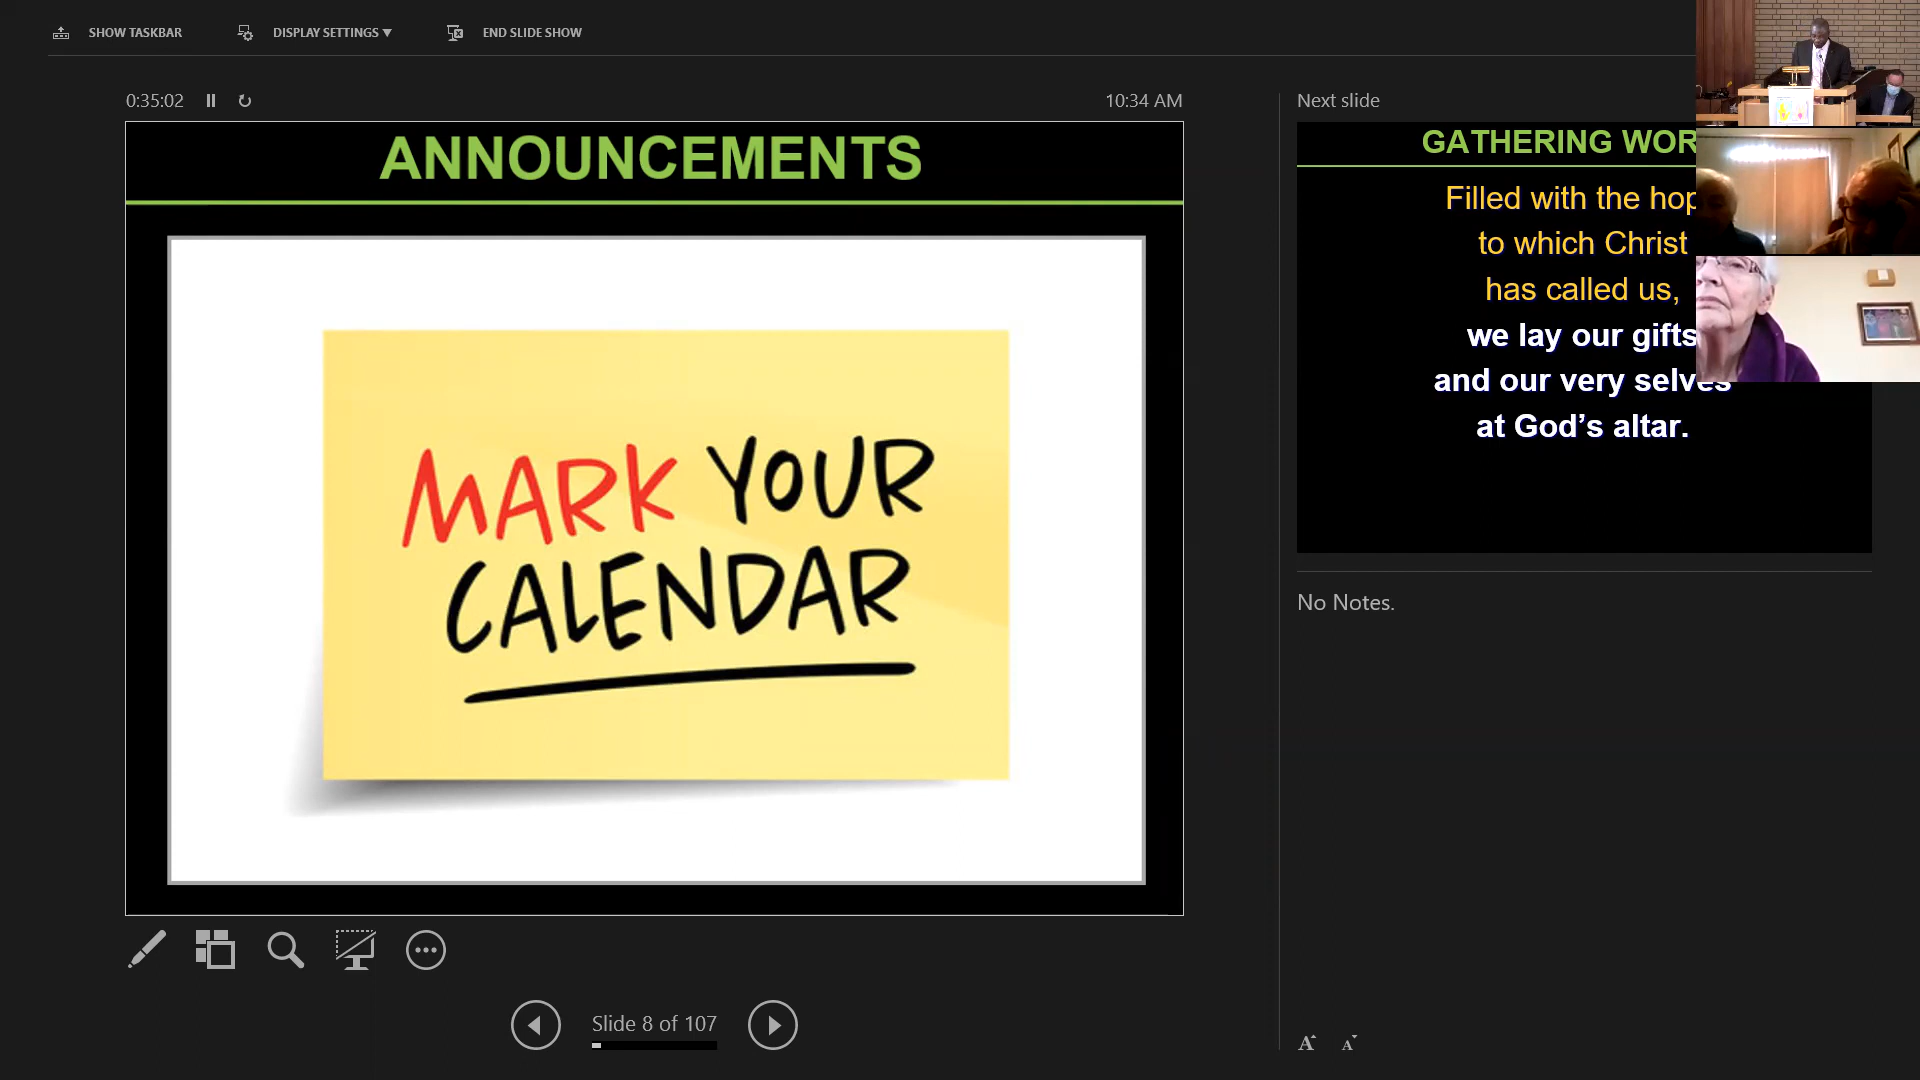 SHOW TASKBAR
DISPLAY SETTINGS ▼
END SLIDE SHOW
0:35:02
10:34 AM
ANNOUNCEMENTS
MARK YOUR
CALENDAR
Slide 8 of 107
Next slide
GATHERING
Filled with the
to which Christ
has called us,
we lay our gifts
and our very selves
at God's altar.
No Notes.
A
A